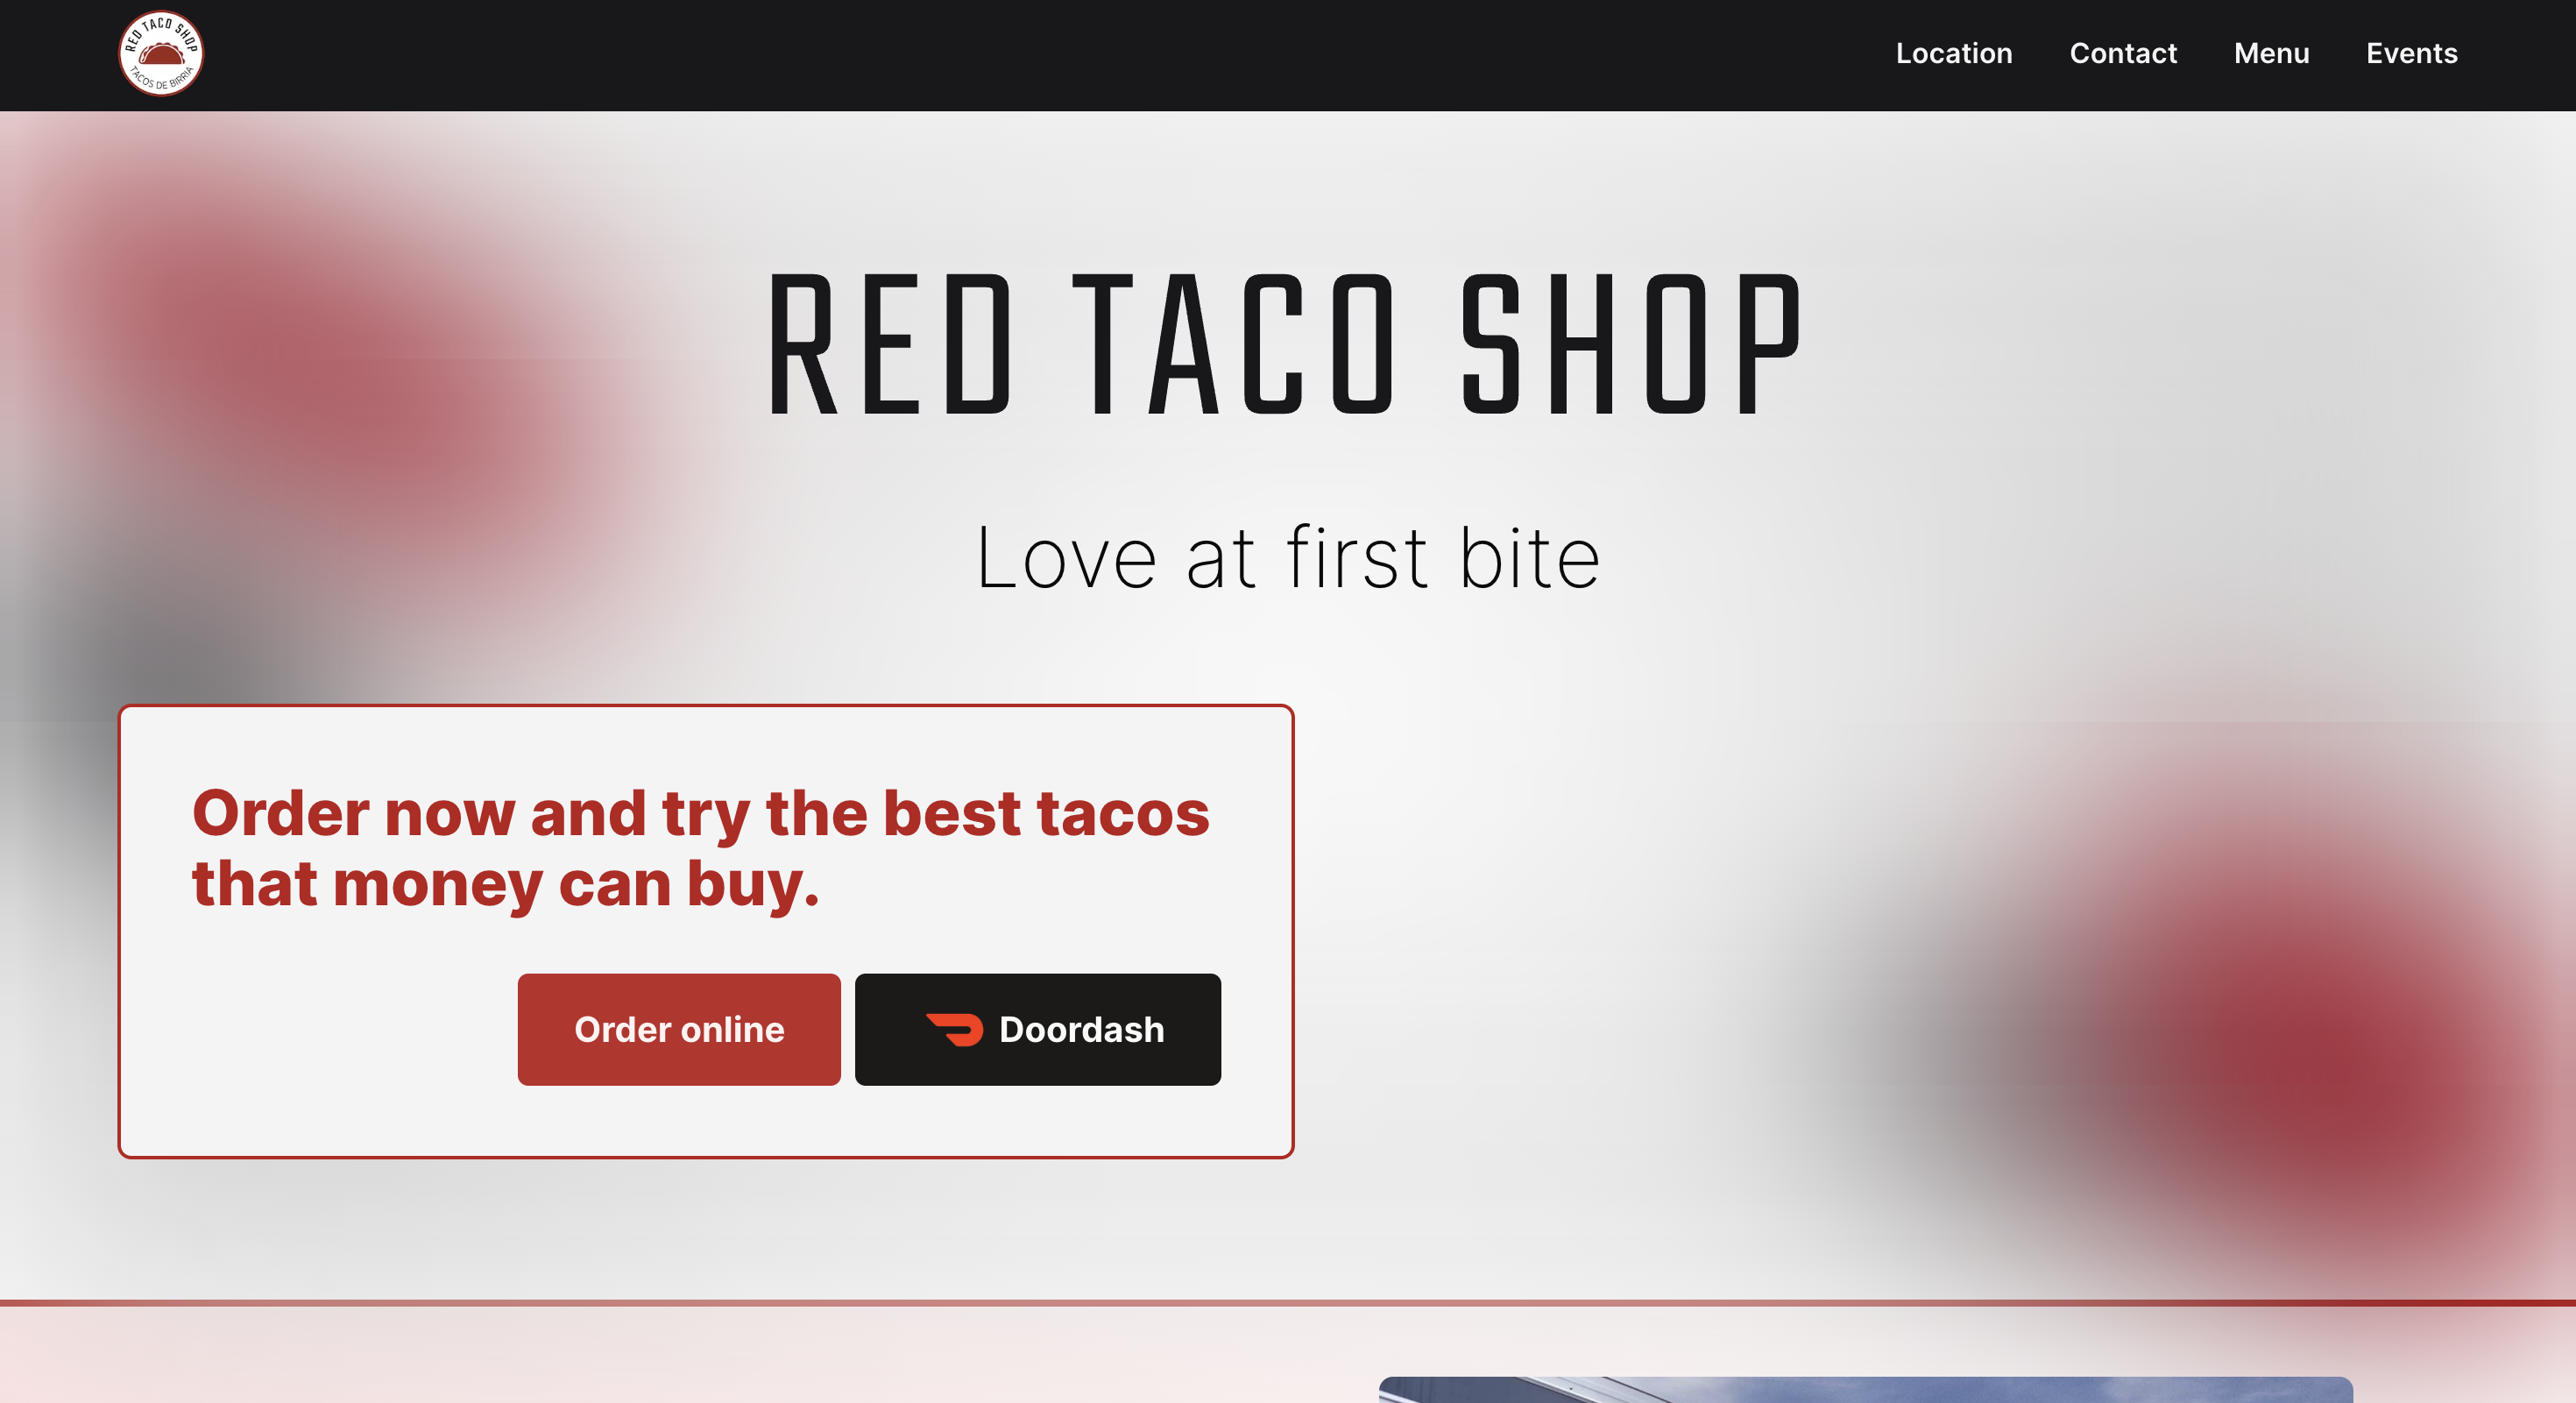 RED TACO SHOP
TACOS DE BIRRIA
Location Contact Menu Events
RED TACO SHOP
Love at first bite
Order now and try the best tacos
that money can buy.
Order online Doordash